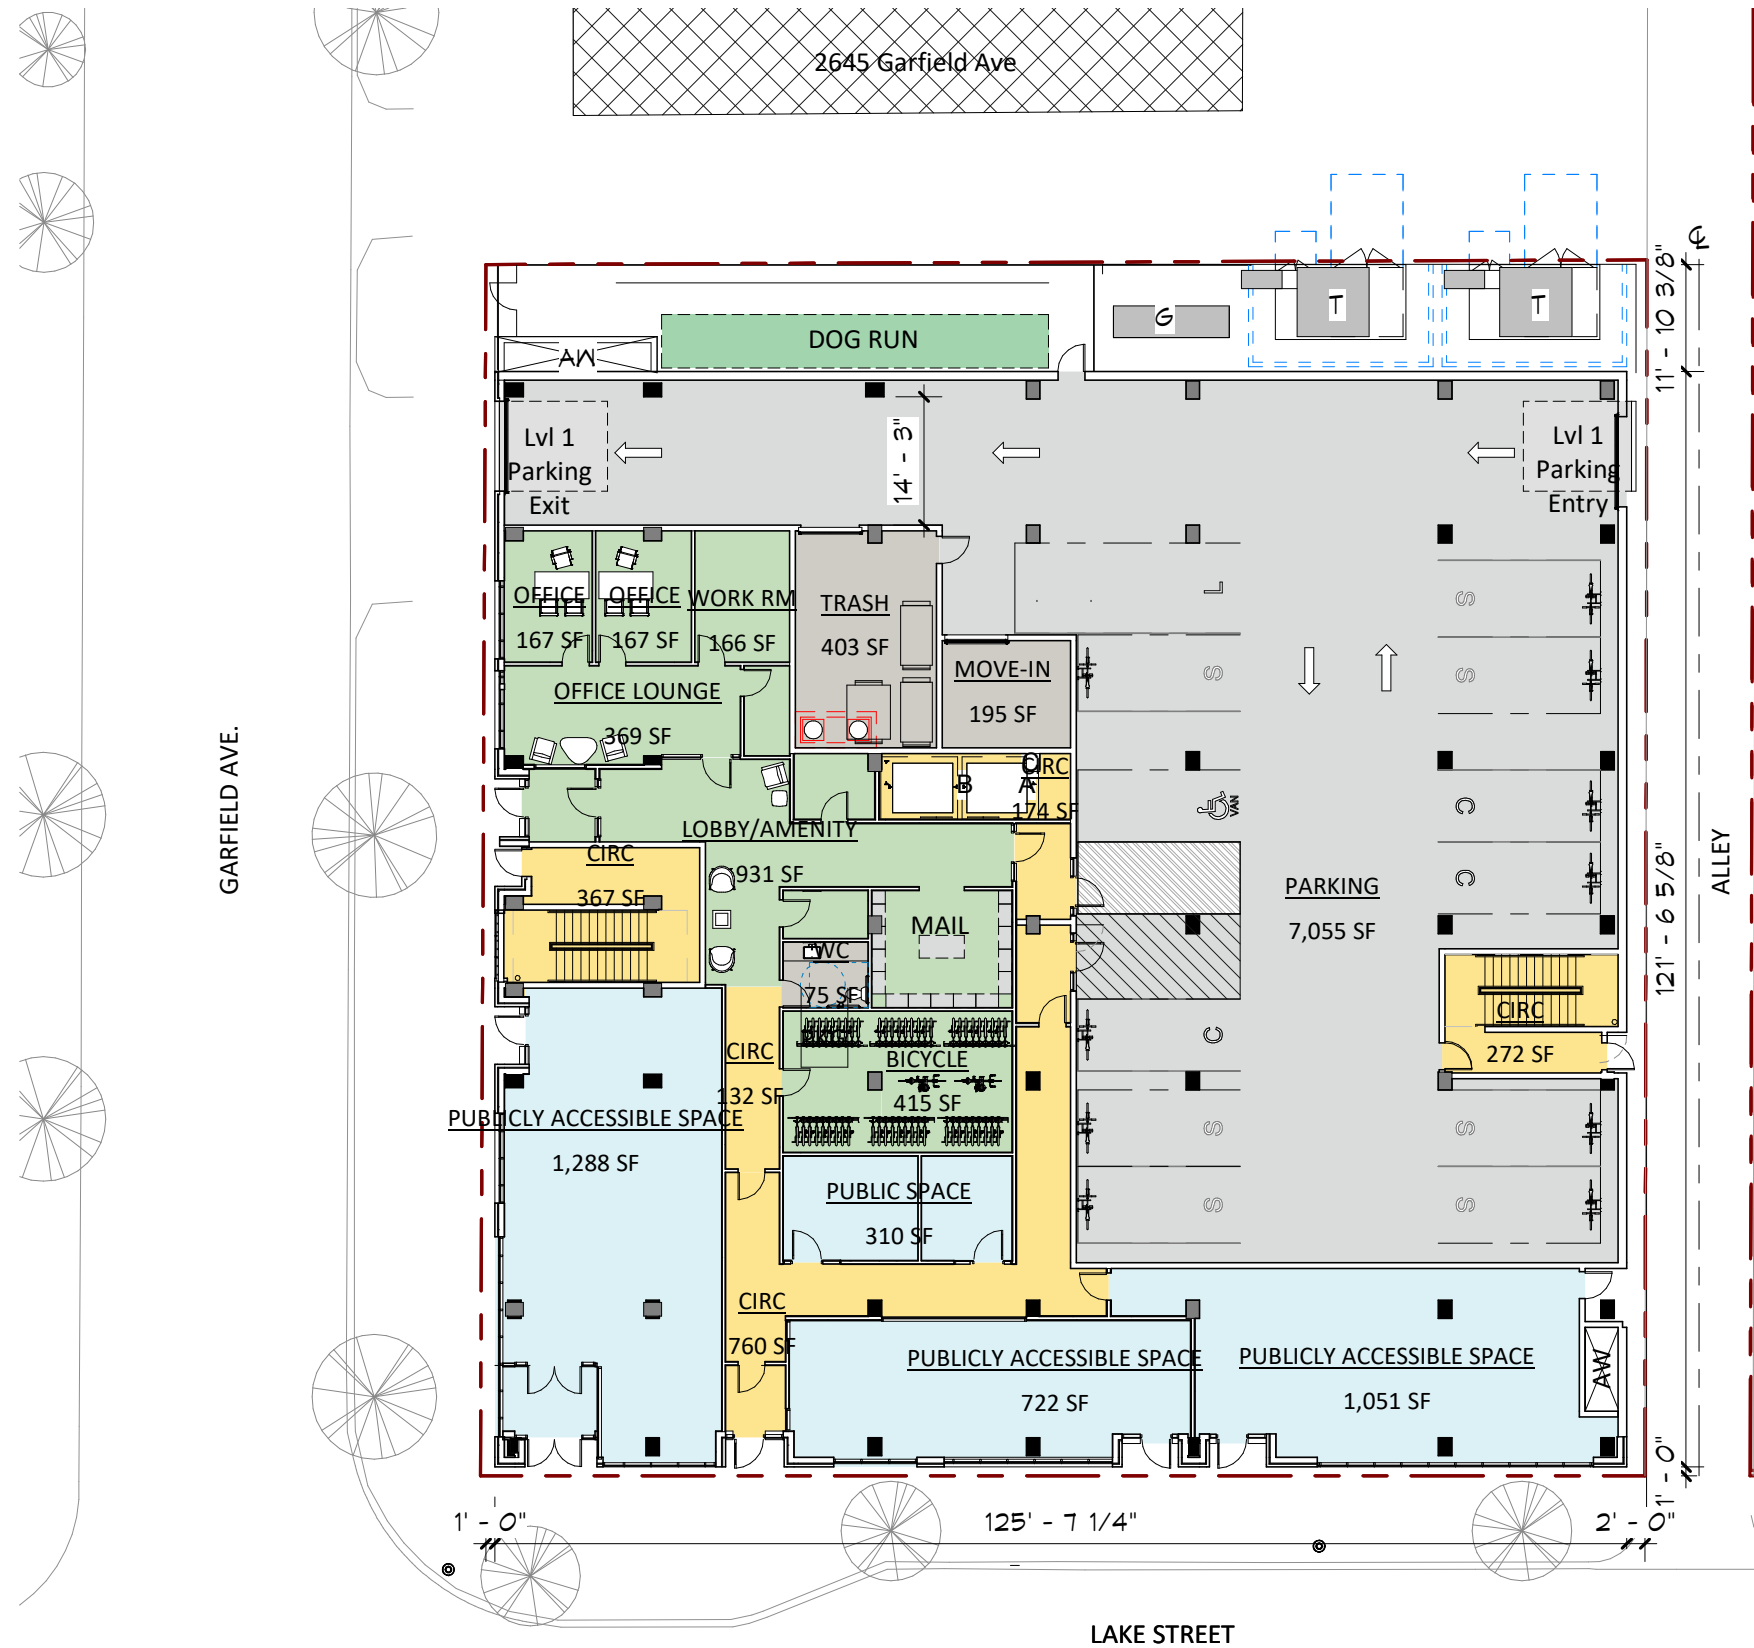 2645 Garfield Ave
11' - 10 3/8"
DOG RUN
G
T
T
AW
Lvl 1
Parking
Exit
14' - 3"
Lvl 1
Parking
Entry
OFFICE
167 SF
OFFICE
167 SF
WORK RM
166 SF
TRASH
403 SF
L
S
S
S
MOVE-IN
195 SF
OFFICE LOUNGE
369 SF
B
A
CIRC
174 SF
VAN
C
C
LOBBY/AMENITY
931 SF
CIRC
367 SF
GARFIELD AVE.
PARKING
7,055 SF
121' - 6 5/8"
ALLEY
MAIL
WC
75 SF
CIRC
272 SF
C
CIRC
132 SF
BICYCLE
415 SF
PUBLICLY ACCESSIBLE SPACE
1,288 SF
S
S
S
S
PUBLIC SPACE
310 SF
CIRC
760 SF
PUBLICLY ACCESSIBLE SPACE
722 SF
PUBLICLY ACCESSIBLE SPACE
1,051 SF
AW
1' - 0"
1' - 0"
125' - 7 1/4"
2' - 0"
LAKE STREET